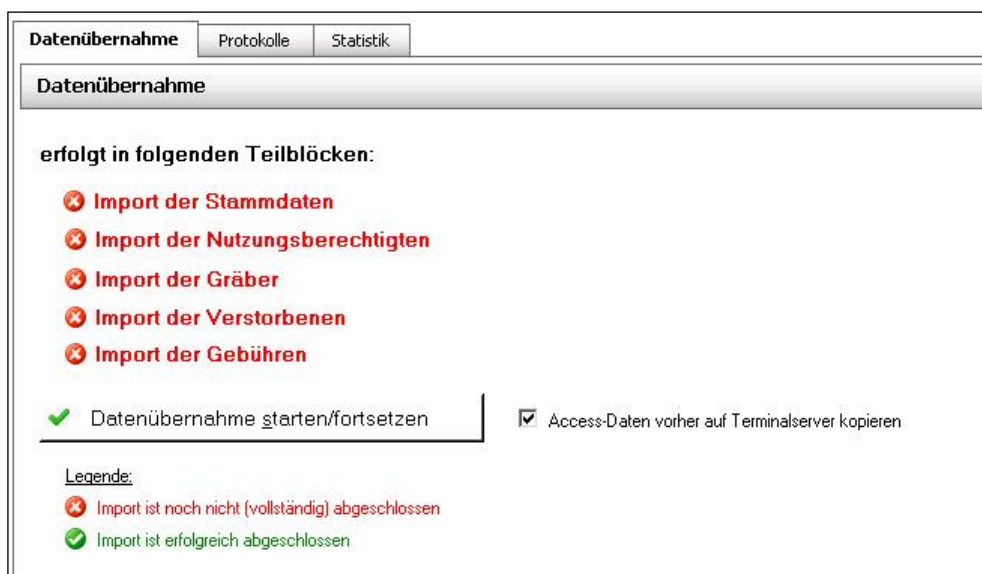 Datenübernahme Protokolle Statistik
Datenübernahme
erfolgt in folgenden Teilblöcken:
Import der Stammdaten
Import der Nutzungsberechtigten
Import der Gräber
Import der Verstorbenen
Import der Gebühren
Datenübernahme starten/fortsetzen Access-Daten vorher auf Terminalserver kopieren
Legende:
Import ist noch nicht (vollständig) abgeschlossen
Import ist erfolgreich abgeschlossen